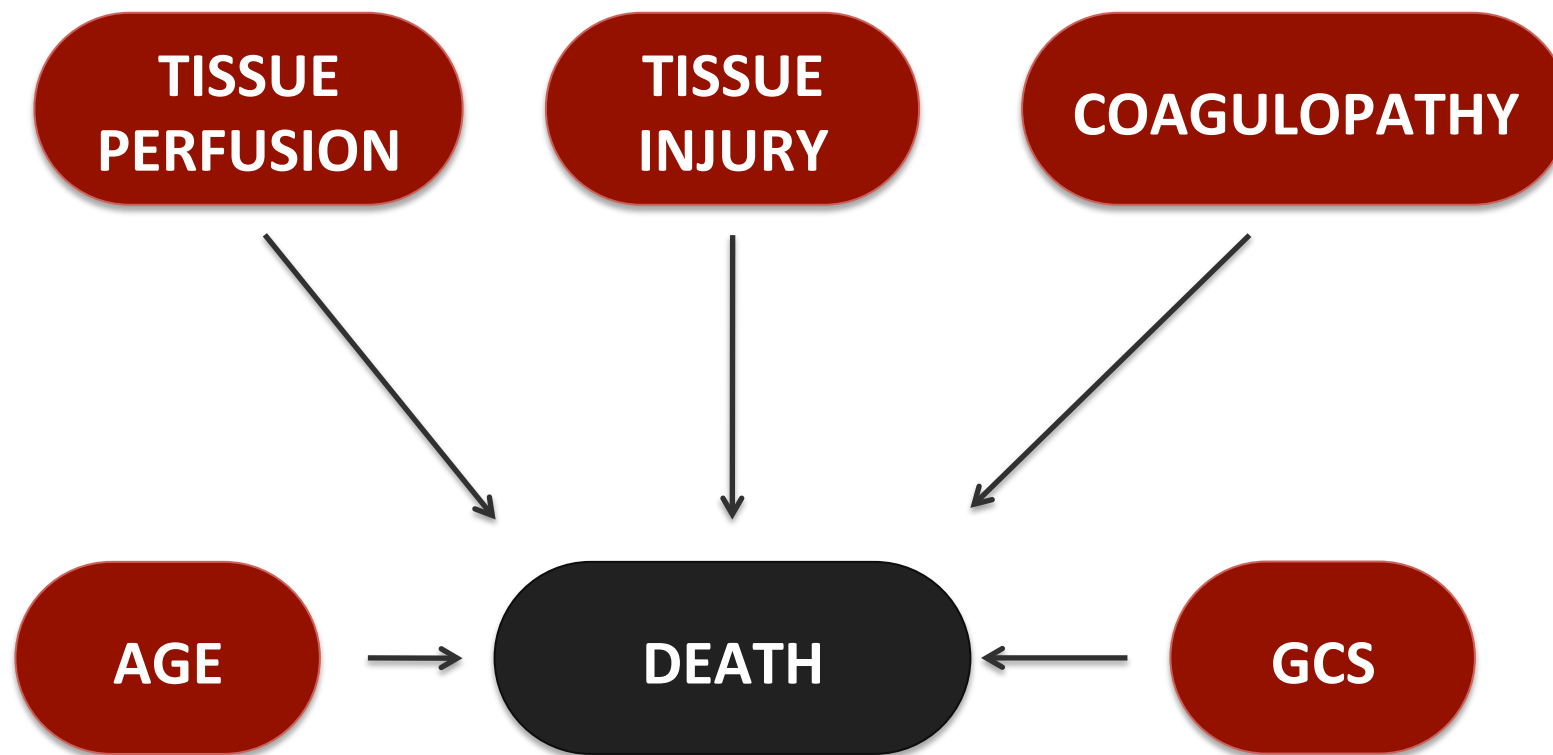 TISSUE
PERFUSION
TISSUE
INJURY
COAGULOPATHY
AGE
DEATH
GCS